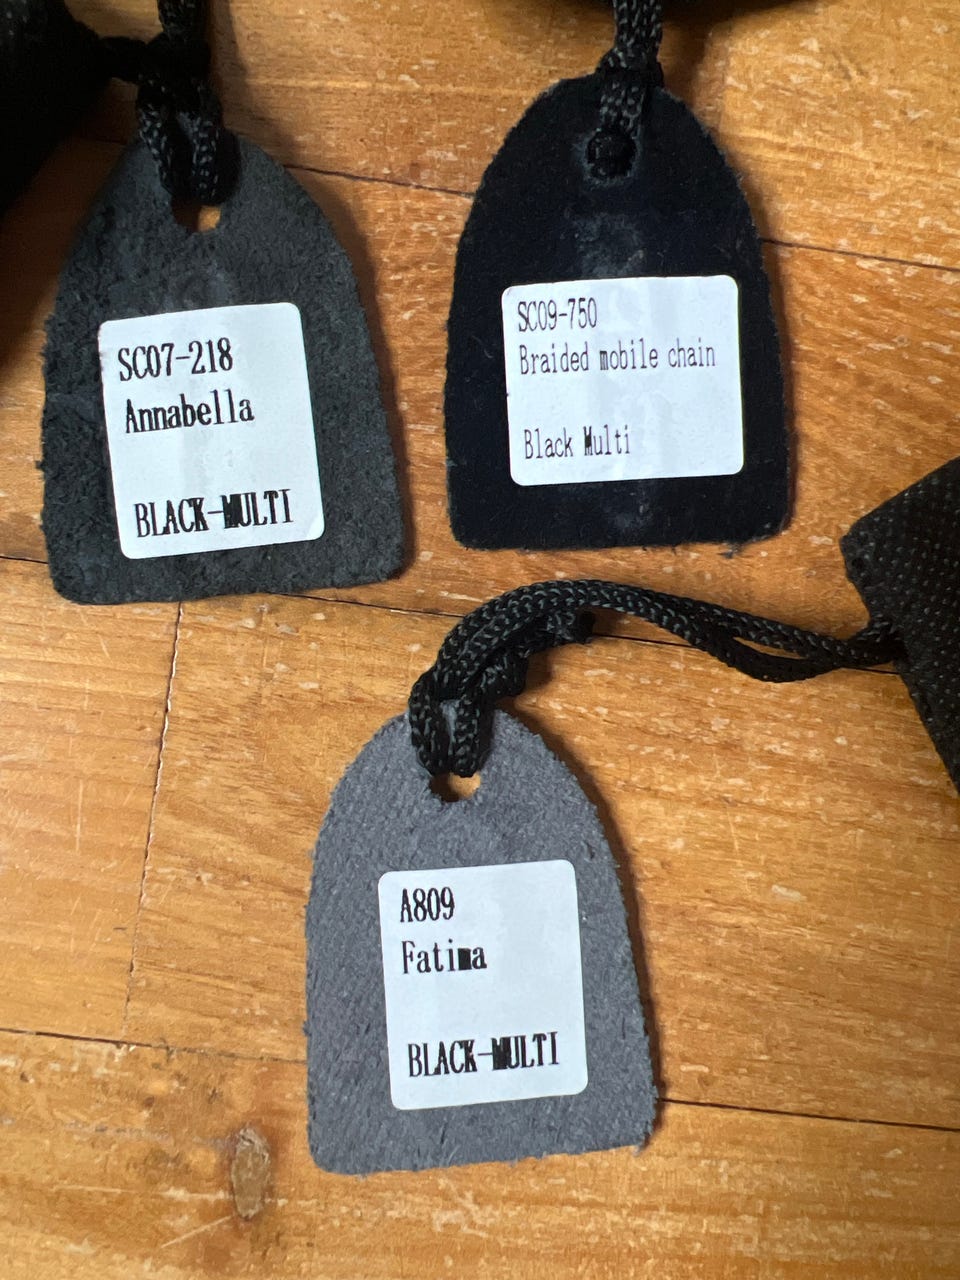 SC07-218
Annabella
BLACK-MULTI
SC09-750
Braided mobile chain
Black Multi
A809
Fatima
BLACK-MULTI